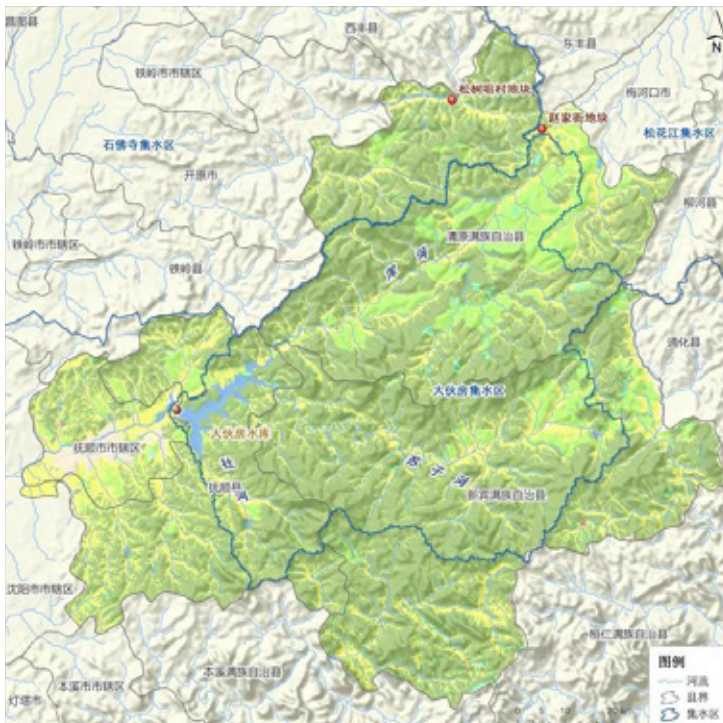 昌图县
西丰县
东丰县
N
铁岭市市辖区
松树咀村地块
梅河口市
赵家街地块
石佛寺集水区
松花江集水区
开原市
柳河县
清原满族自治县
铁岭市市辖区
浑河
铁岭县
通化县
大伙房集水区
大伙房水库
抚顺市市辖区
苏子河
社河
抚顺县
新宾满族自治县
沈阳市市辖区
桓仁满族自治县
本溪满族自治县
本溪市市辖区
灯塔市
图例
河流
县界
集水区
0 5 10